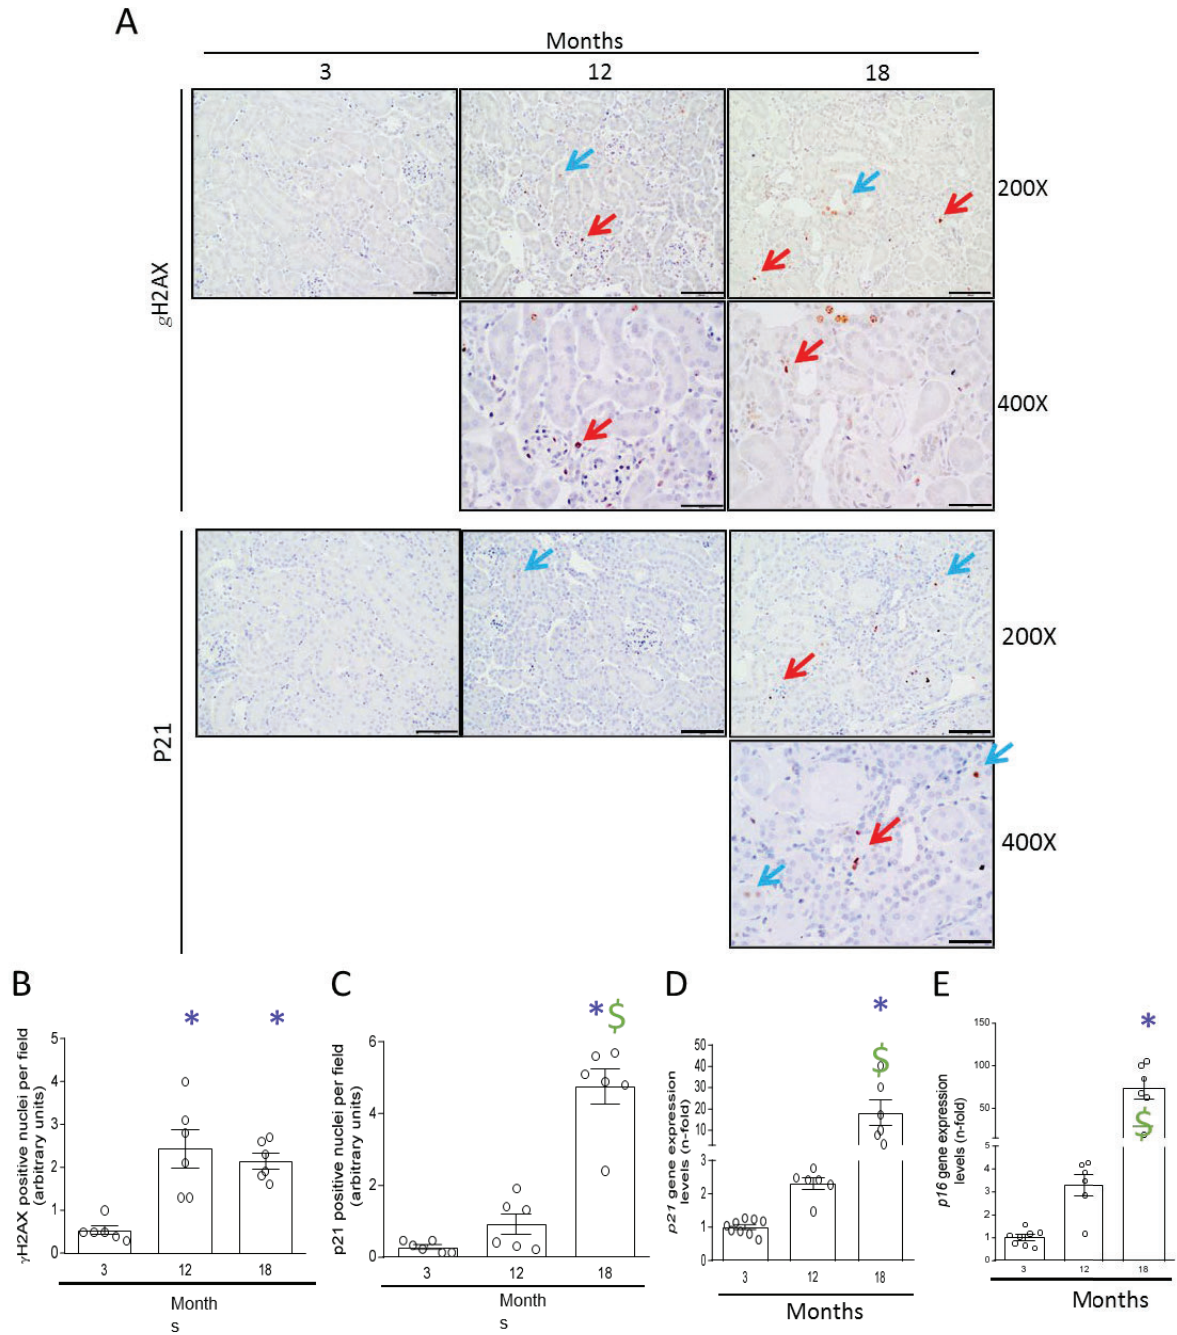 A
Months
3 12 18
gH2AX
200X
400X
P21
200X
400X
B
* *
γH2AX positive nuclei per field
(arbitrary units)
5
4
3
2
1
0
3 12 18
Month
s
C
* $
p21 positive nuclei per field
(arbitrary units)
6
4
2
0
3 12 18
Month
s
D
*
$
p21 gene expression
levels (n-fold)
50
40
30
20
10
3
2
1
0
3 12 18
Months
E
*
$
p16 gene expression
levels (n-fold)
150
100
50
5
4
3
2
1
0
3 12 18
Months